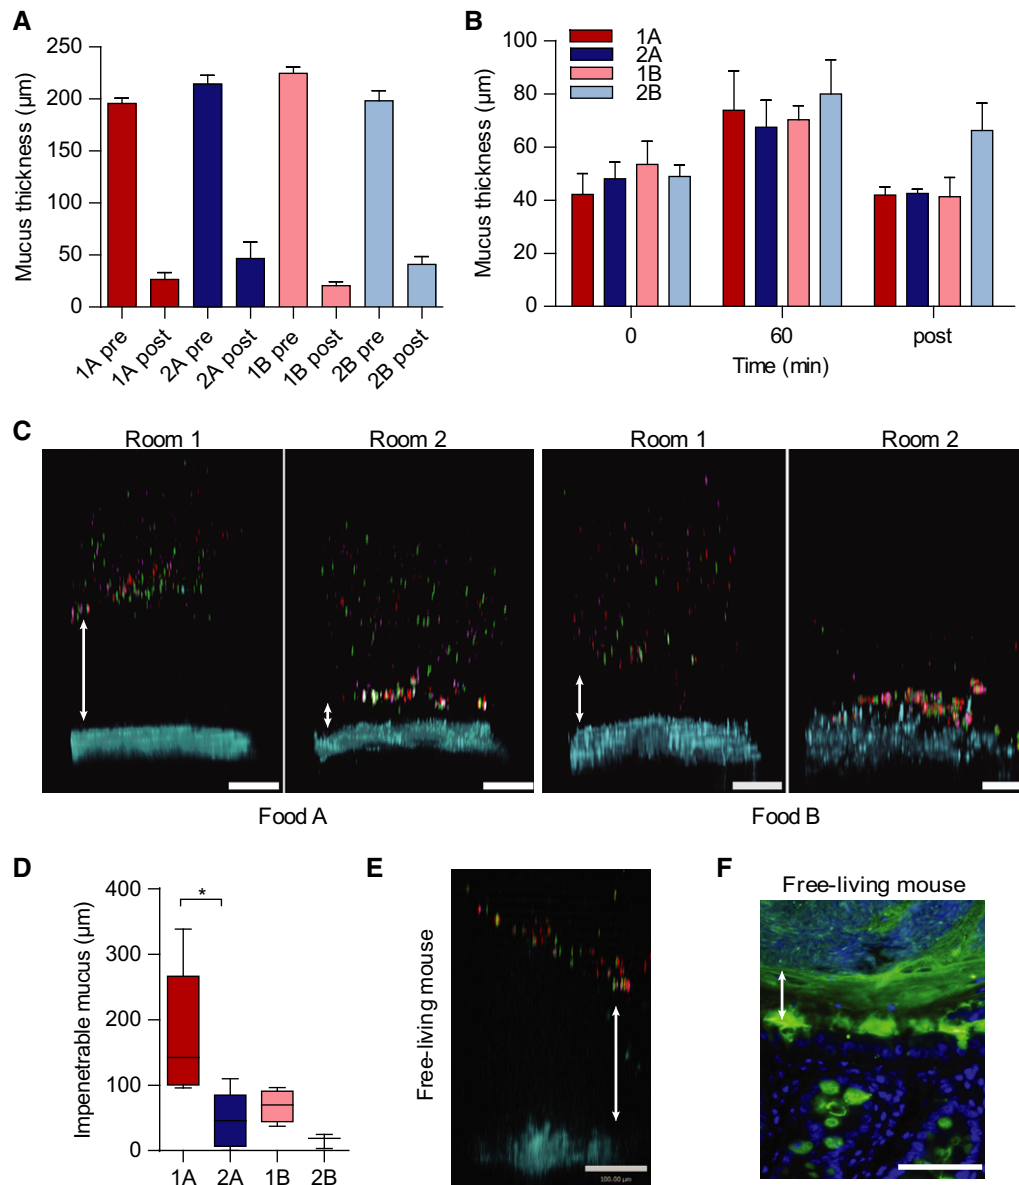 A
Mucus thickness (µm)
250
200
150
100
50
0
1A pre
1A post
2A pre
2A post
1B pre
1B post
2B pre
2B post
B
Mucus thickness (µm)
100
80
60
40
20
0
1A
2A
1B
2B
0
60
post
Time (min)
C
Room 1
Room 2
Room 1
Room 2
Food A
Food B
D
Impenetrable mucus (µm)
400
300
200
100
0
*
1A
2A
1B
2B
E
Free-living mouse
100.00 µm
F
Free-living mouse